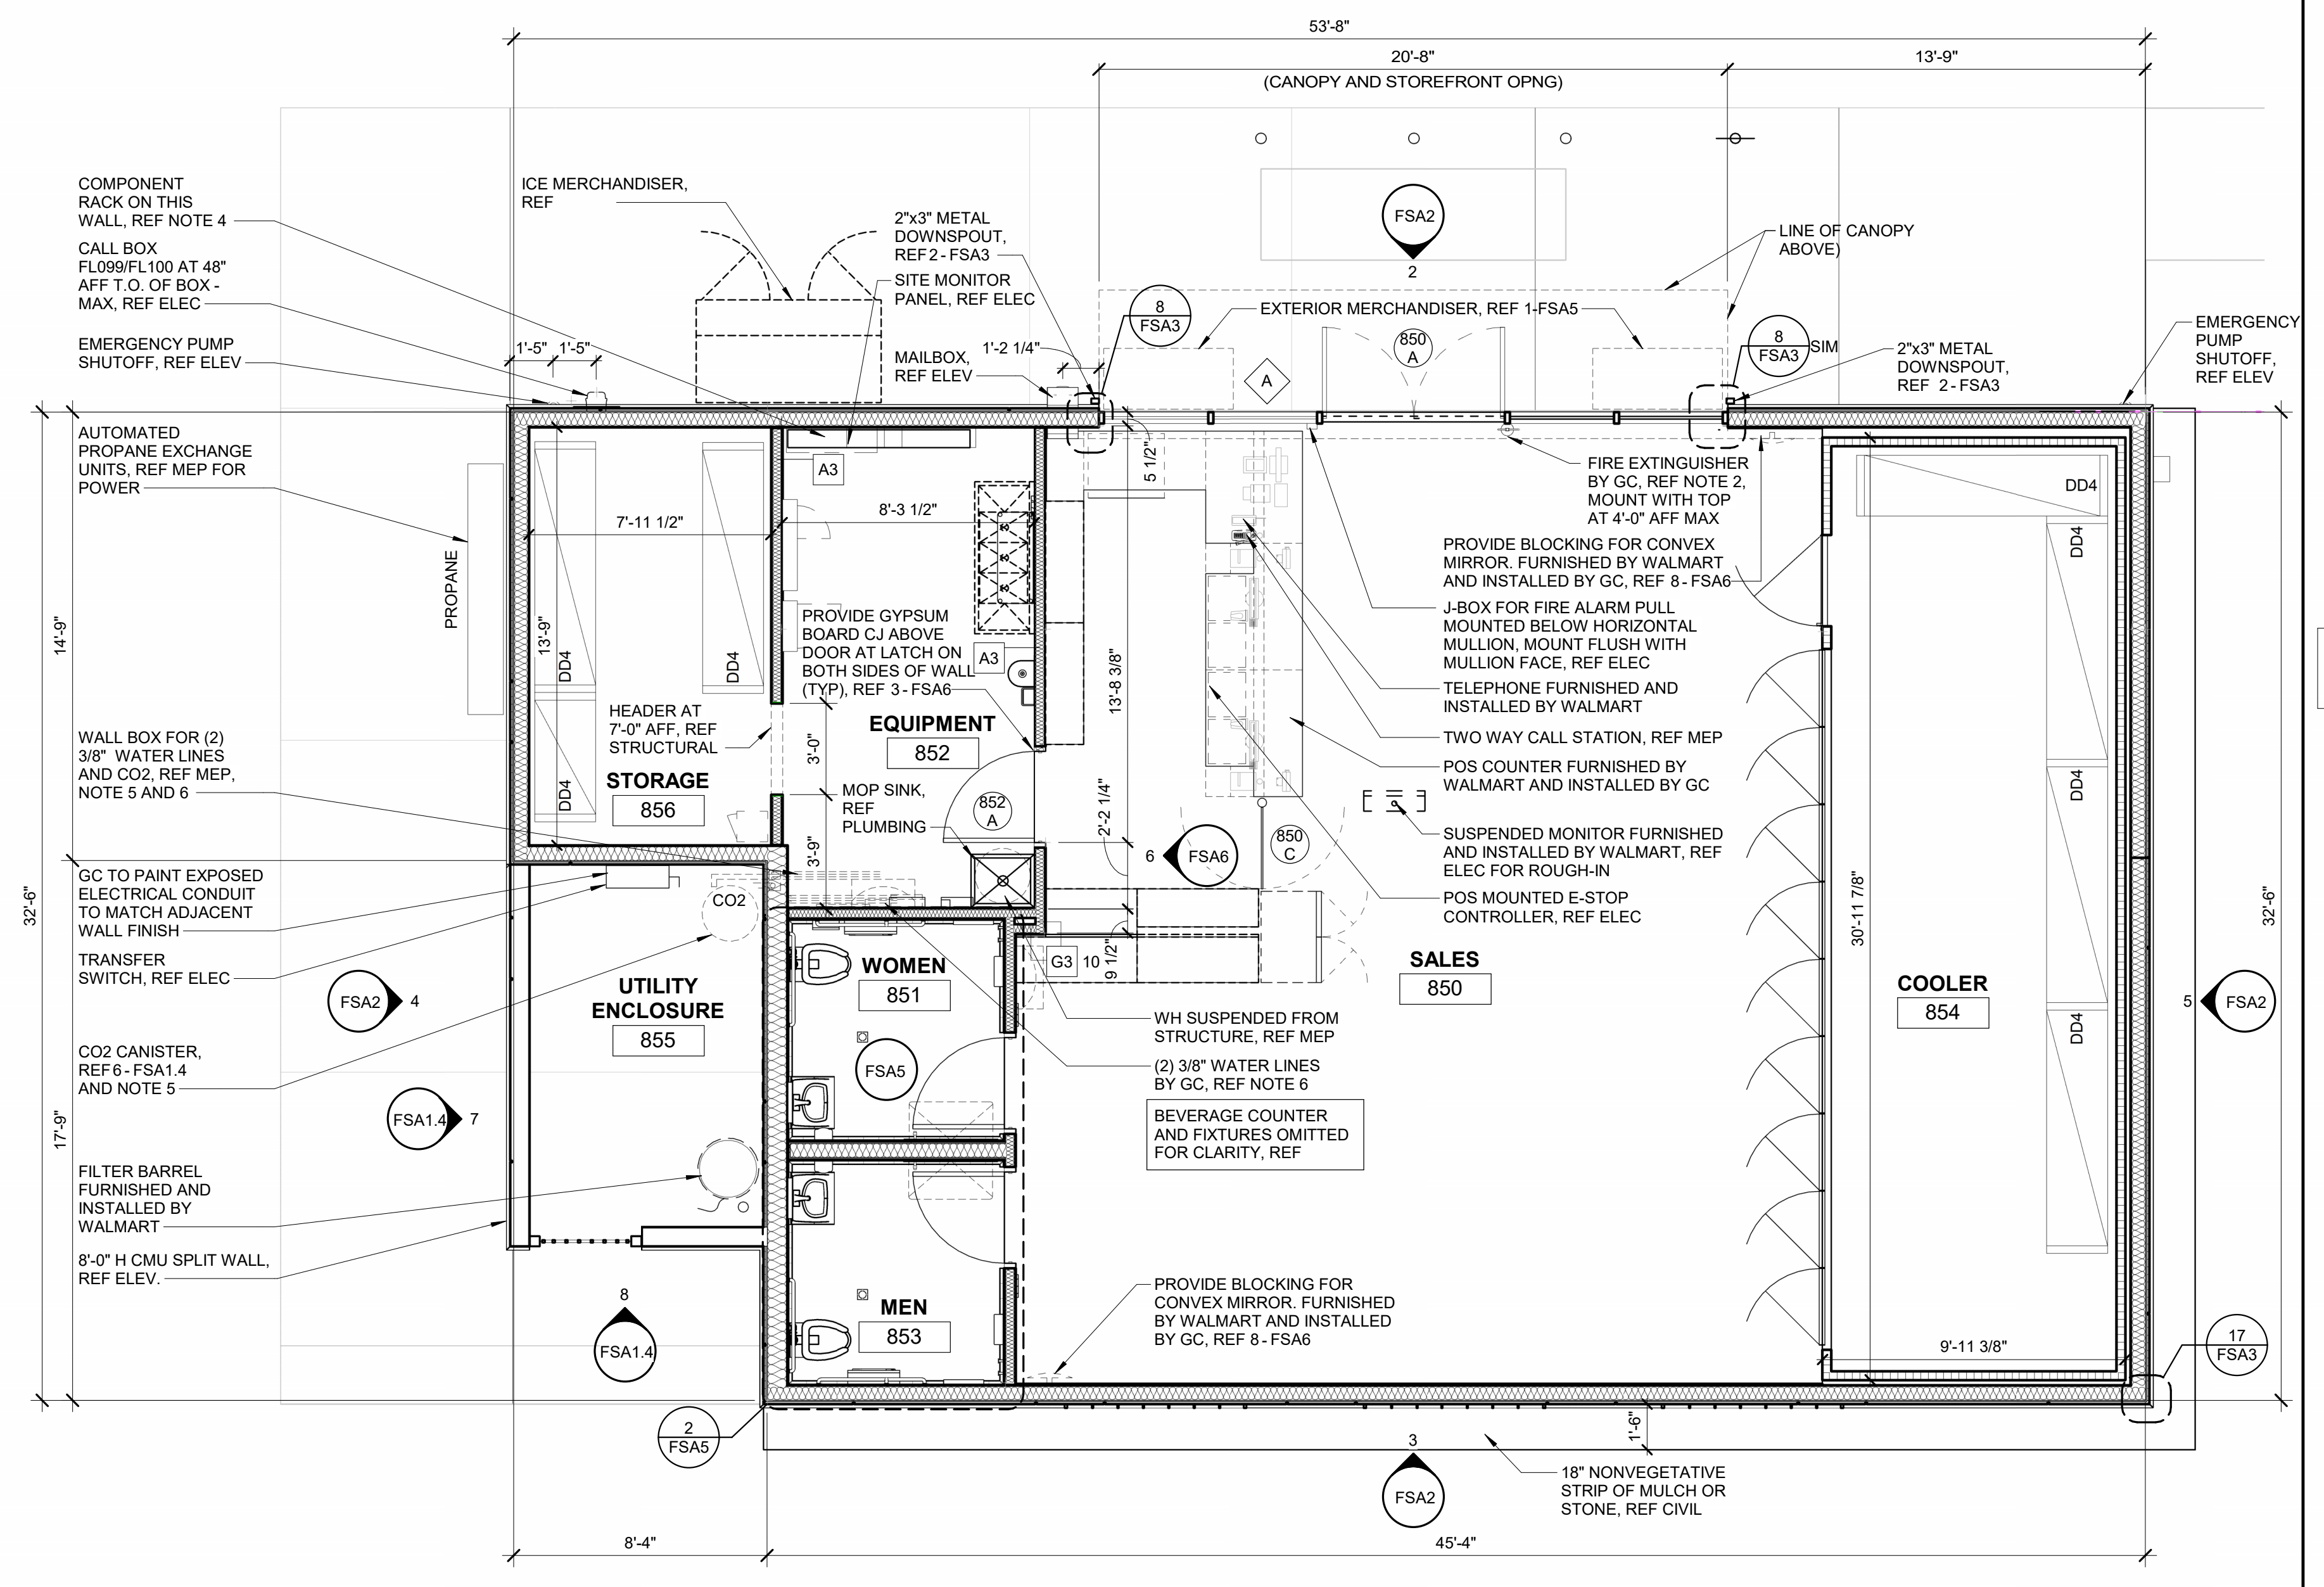 53'-8"
20'-8"
13'-9"
(CANOPY AND STOREFRONT OPNG)
COMPONENT
RACK ON THIS
WALL, REF NOTE 4
CALL BOX
FL099/FL100 AT 48"
AFF T.O. OF BOX -
MAX, REF ELEC
EMERGENCY PUMP
SHUTOFF, REF ELEV
1'-5"
1'-5"
ICE MERCHANDISER,
REF
2"x3" METAL
DOWNSPOUT,
REF 2 - FSA3
SITE MONITOR
PANEL, REF ELEC
MAILBOX,
REF ELEV
1'-2 1/4"
8
FSA3
FSA2
2
EXTERIOR MERCHANDISER, REF 1-FSA5
850
A
A
LINE OF CANOPY
ABOVE)
8
FSA3
SIM
2"x3" METAL
DOWNSPOUT,
REF 2 - FSA3
EMERGENCY
PUMP
SHUTOFF,
REF ELEV
AUTOMATED
PROPANE EXCHANGE
UNITS, REF MEP FOR
POWER
PROPANE
14'-9"
32'-6"
17'-9"
7'-11 1/2"
13'-9"
DD4
DD4
DD4
HEADER AT
7'-0" AFF, REF
STRUCTURAL
STORAGE
856
A3
8'-3 1/2"
PROVIDE GYPSUM
BOARD CJ ABOVE
DOOR AT LATCH ON
BOTH SIDES OF WALL
(TYP), REF 3 - FSA6
A3
EQUIPMENT
852
3'-0"
3'-9"
MOP SINK,
REF
PLUMBING
852
A
5 1/2"
13'-8 3/8"
2'-2 1/4"
9 1/2"
6
FSA6
850
C
G3
10
FIRE EXTINGUISHER
BY GC, REF NOTE 2,
MOUNT WITH TOP
AT 4'-0" AFF MAX
PROVIDE BLOCKING FOR CONVEX
MIRROR. FURNISHED BY WALMART
AND INSTALLED BY GC, REF 8 - FSA6
J-BOX FOR FIRE ALARM PULL
MOUNTED BELOW HORIZONTAL
MULLION, MOUNT FLUSH WITH
MULLION FACE, REF ELEC
TELEPHONE FURNISHED AND
INSTALLED BY WALMART
TWO WAY CALL STATION, REF MEP
POS COUNTER FURNISHED BY
WALMART AND INSTALLED BY GC
SUSPENDED MONITOR FURNISHED
AND INSTALLED BY WALMART, REF
ELEC FOR ROUGH-IN
POS MOUNTED E-STOP
CONTROLLER, REF ELEC
SALES
850
30'-11 7/8"
COOLER
854
DD4
DD4
DD4
DD4
9'-11 3/8"
32'-6"
5
FSA2
WALL BOX FOR (2)
3/8" WATER LINES
AND CO2, REF MEP,
NOTE 5 AND 6
GC TO PAINT EXPOSED
ELECTRICAL CONDUIT
TO MATCH ADJACENT
WALL FINISH
TRANSFER
SWITCH, REF ELEC
FSA2
4
CO2 CANISTER,
REF 6 - FSA1.4
AND NOTE 5
FSA1.4
7
FILTER BARREL
FURNISHED AND
INSTALLED BY
WALMART
8'-0" H CMU SPLIT WALL,
REF ELEV.
CO2
UTILITY
ENCLOSURE
855
WOMEN
851
FSA5
MEN
853
WH SUSPENDED FROM
STRUCTURE, REF MEP
(2) 3/8" WATER LINES
BY GC, REF NOTE 6
BEVERAGE COUNTER
AND FIXTURES OMITTED
FOR CLARITY, REF
PROVIDE BLOCKING FOR
CONVEX MIRROR. FURNISHED
BY WALMART AND INSTALLED
BY GC, REF 8 - FSA6
8
FSA1.4
2
FSA5
3
FSA2
1'-6"
18" NONVEGETATIVE
STRIP OF MULCH OR
STONE, REF CIVIL
17
FSA3
8'-4"
45'-4"